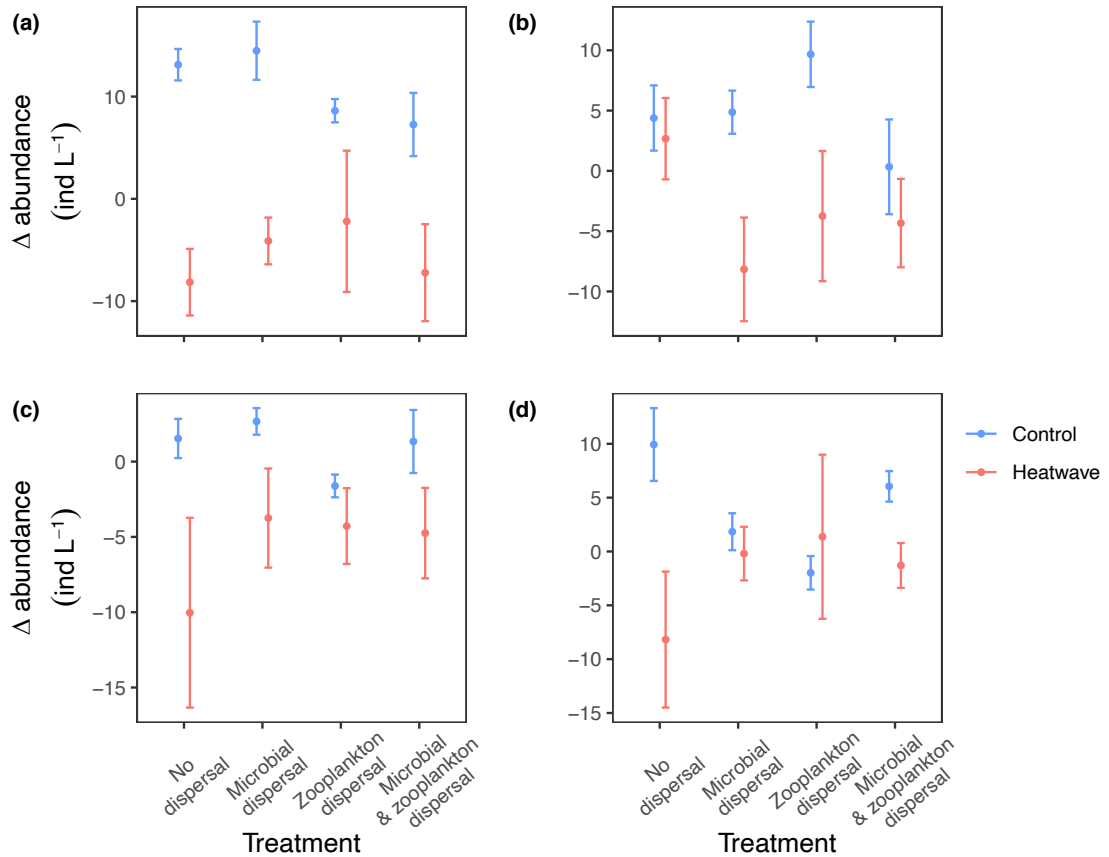 (a)
Δ abundance
(ind L⁻¹)
10
0
−10
(b)
10
5
0
−5
−10
(c)
Δ abundance
(ind L⁻¹)
0
−5
−10
−15
No
dispersal
Microbial
dispersal
Zooplankton
dispersal
Microbial
& zooplankton
dispersal
Treatment
(d)
10
5
0
−5
−10
−15
No
dispersal
Microbial
dispersal
Zooplankton
dispersal
Microbial
& zooplankton
dispersal
Treatment
Control
Heatwave